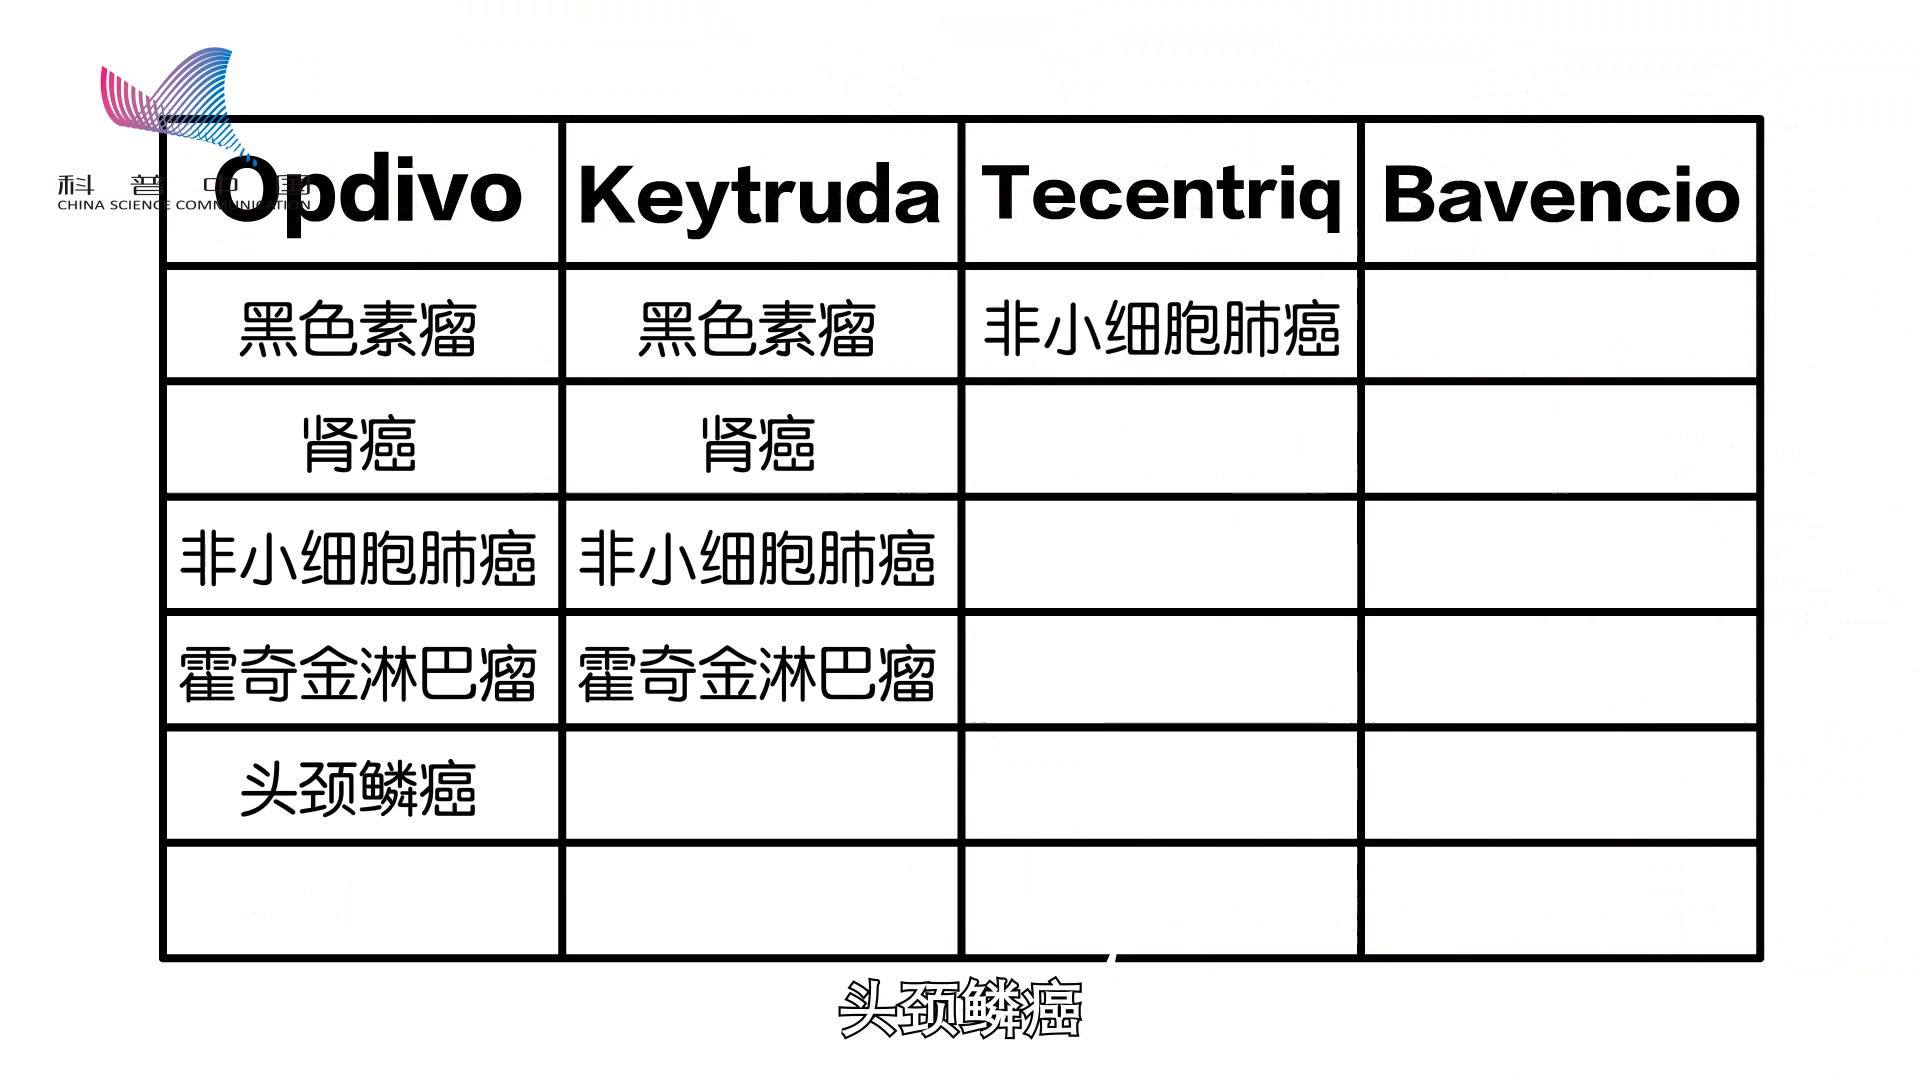 科普中国
CHINA SCIENCE COMMUNICATION
Opdivo Keytruda Tecentriq Bavencio
黑色素瘤 黑色素瘤 非小细胞肺癌
肾癌 肾癌
非小细胞肺癌 非小细胞肺癌
霍奇金淋巴瘤 霍奇金淋巴瘤
头颈鳞癌
头颈鳞癌